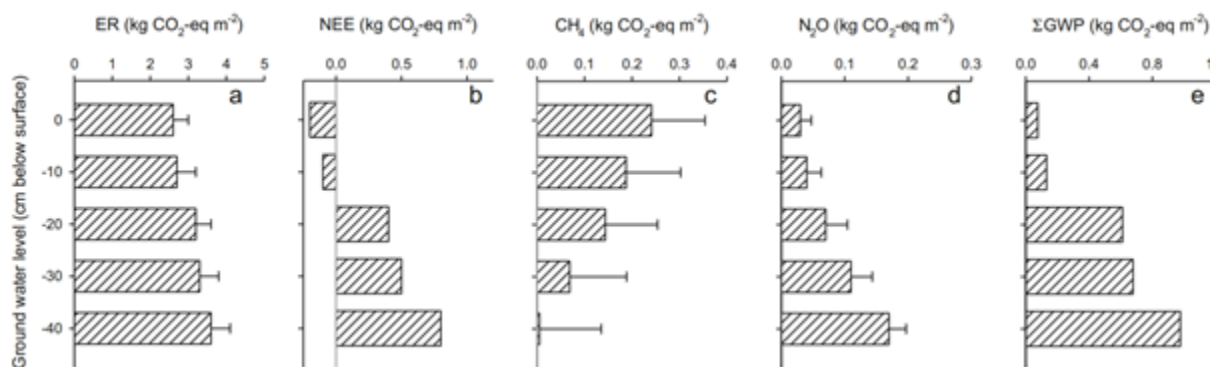 ER (kg CO₂-eq m⁻²) NEE (kg CO₂-eq m⁻²) CH₄ (kg CO₂-eq m⁻²) N₂O (kg CO₂-eq m⁻²) ΣGWP (kg CO₂-eq m⁻²)
0 1 2 3 4 5 0.0 0.5 1.0 0.0 0.1 0.2 0.3 0.4 0.0 0.1 0.2 0.3 0.0 0.4 0.8 1
a b c d e
0
-10
-20
-30
-40
Ground water level (cm below surface)